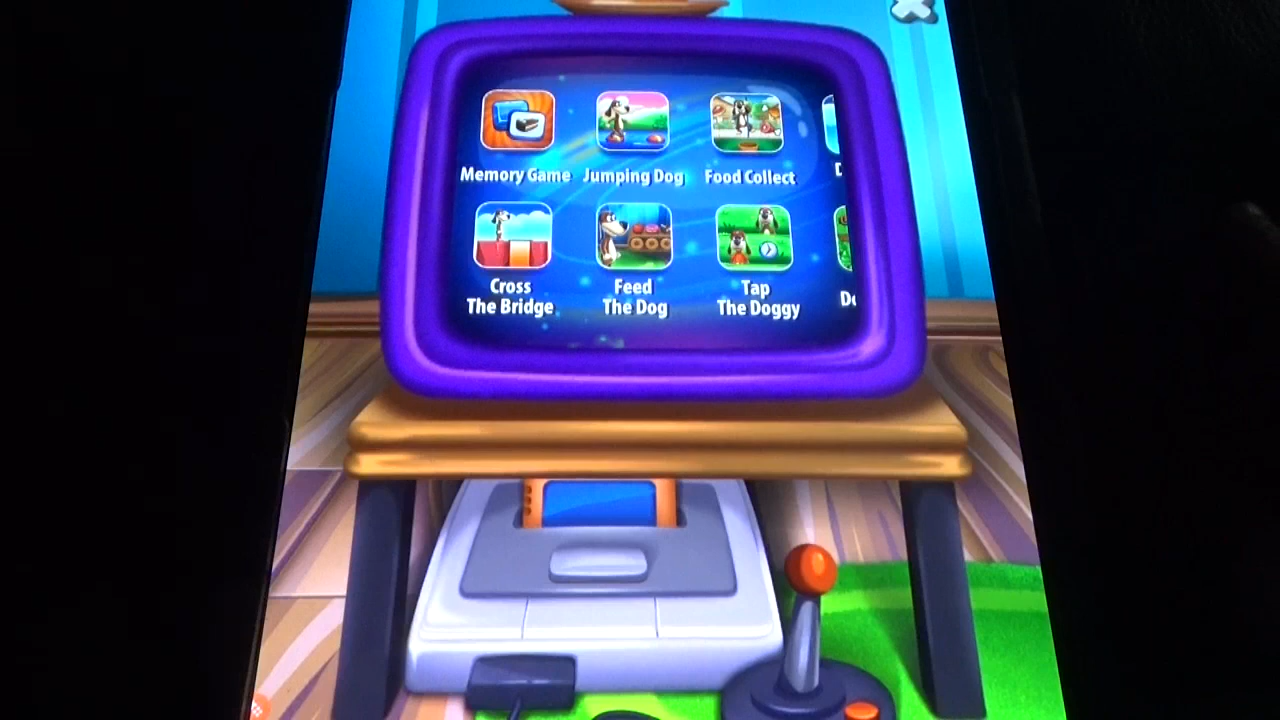 Memory Game
Jumping Dog
Food Collect
Cross
The Bridge
Feed
The Dog
Tap
The Doggy